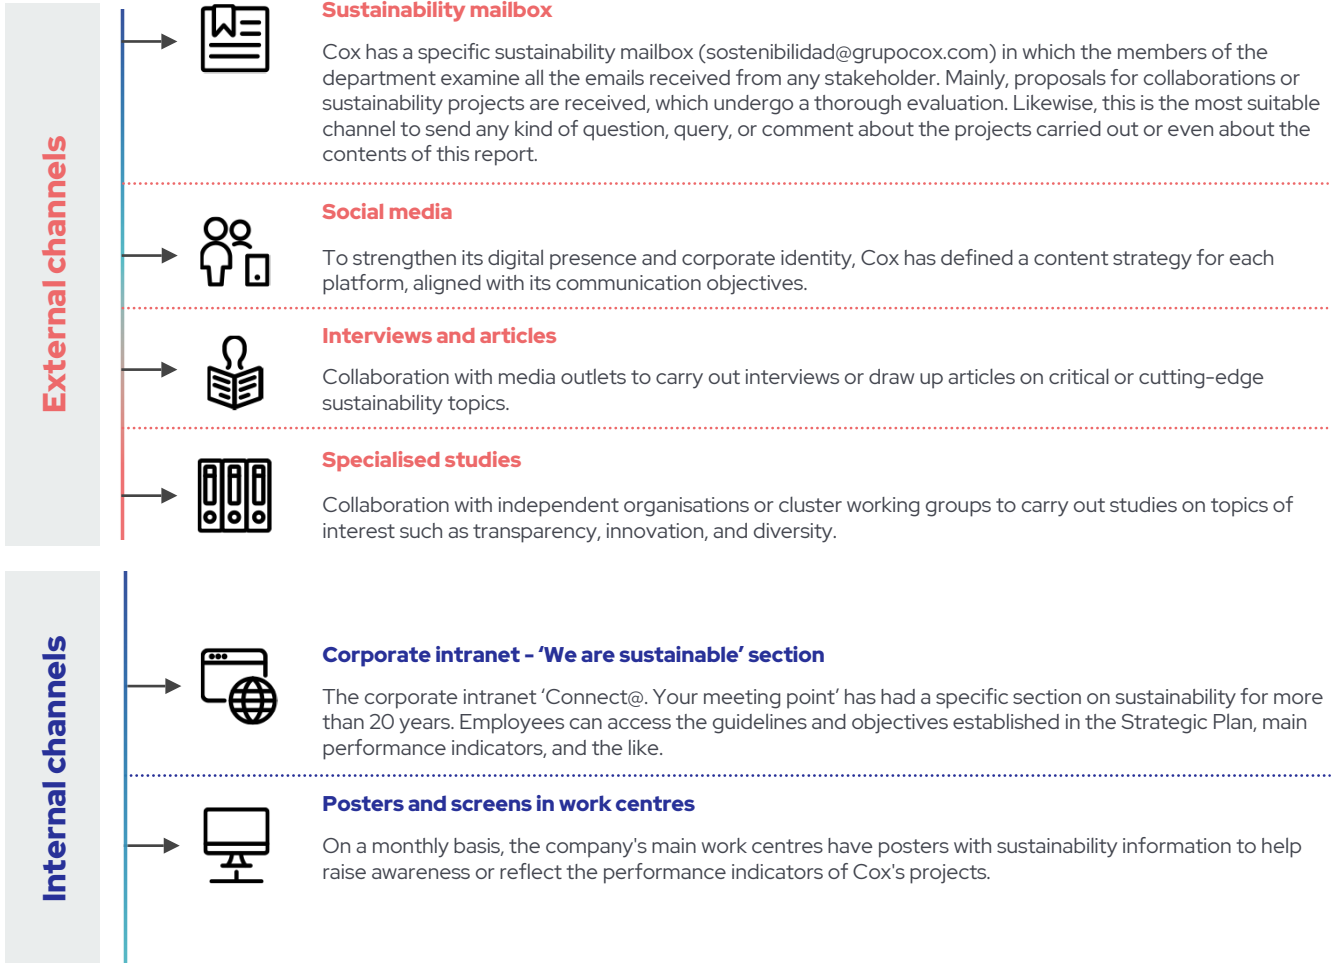 External channels
Sustainability mailbox
Cox has a specific sustainability mailbox (sostenibilidad@grupocox.com) in which the members of the
department examine all the emails received from any stakeholder. Mainly, proposals for collaborations or
sustainability projects are received, which undergo a thorough evaluation. Likewise, this is the most suitable
channel to send any kind of question, query, or comment about the projects carried out or even about the
contents of this report.
Social media
To strengthen its digital presence and corporate identity, Cox has defined a content strategy for each
platform, aligned with its communication objectives.
Interviews and articles
Collaboration with media outlets to carry out interviews or draw up articles on critical or cutting-edge
sustainability topics.
Specialised studies
Collaboration with independent organisations or cluster working groups to carry out studies on topics of
interest such as transparency, innovation, and diversity.
Internal channels
Corporate intranet - ‘We are sustainable’ section
The corporate intranet ‘Connect@. Your meeting point’ has had a specific section on sustainability for more
than 20 years. Employees can access the guidelines and objectives established in the Strategic Plan, main
performance indicators, and the like.
Posters and screens in work centres
On a monthly basis, the company's main work centres have posters with sustainability information to help
raise awareness or reflect the performance indicators of Cox's projects.